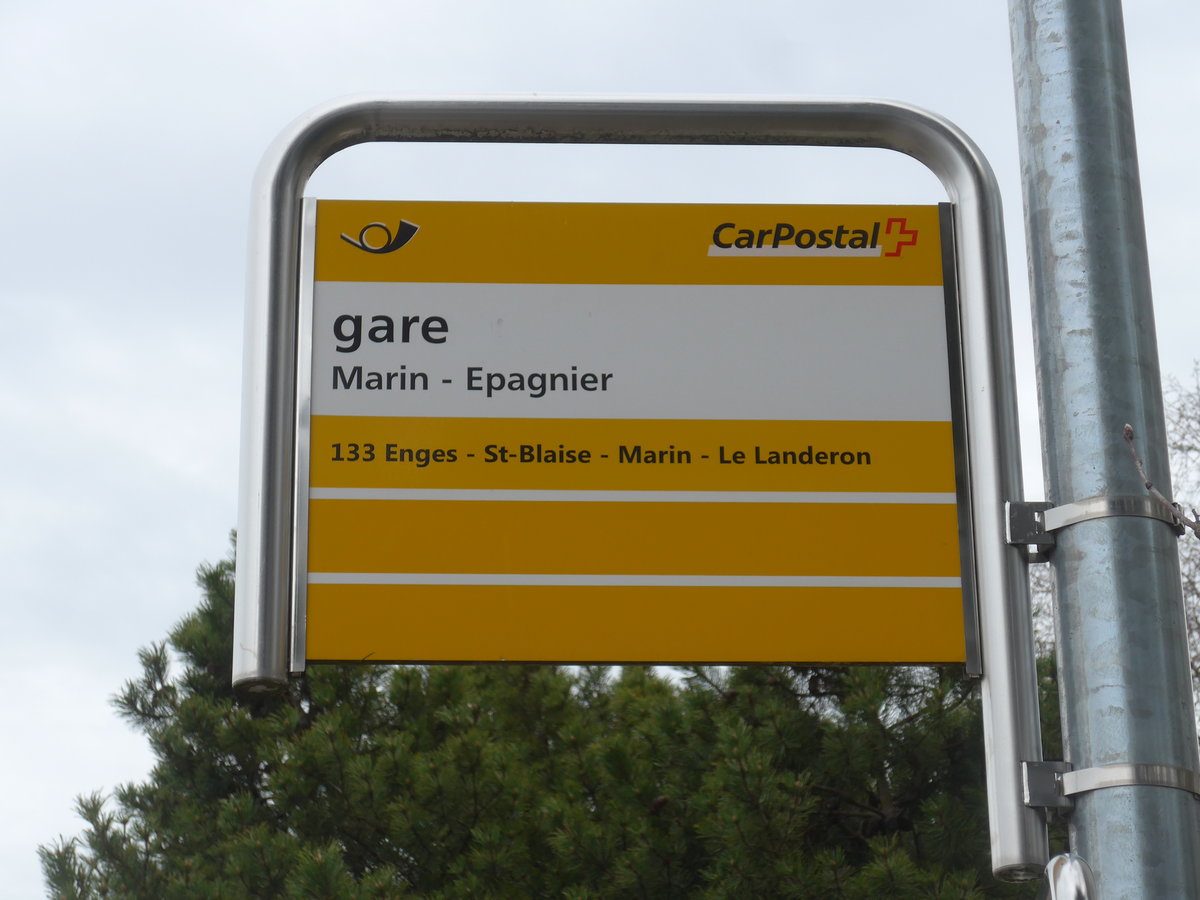 CarPostal
gare
Marin - Epagnier
133 Enges - St-Blaise - Marin - Le Landeron